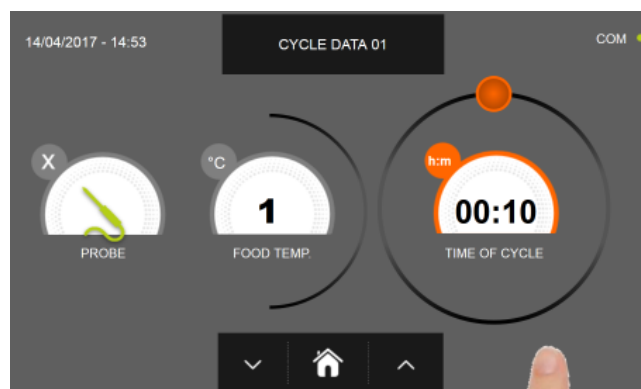 14/04/2017 - 14:53
CYCLE DATA 01
COM
X
PROBE
°C
1
FOOD TEMP.
h:m
00:10
TIME OF CYCLE